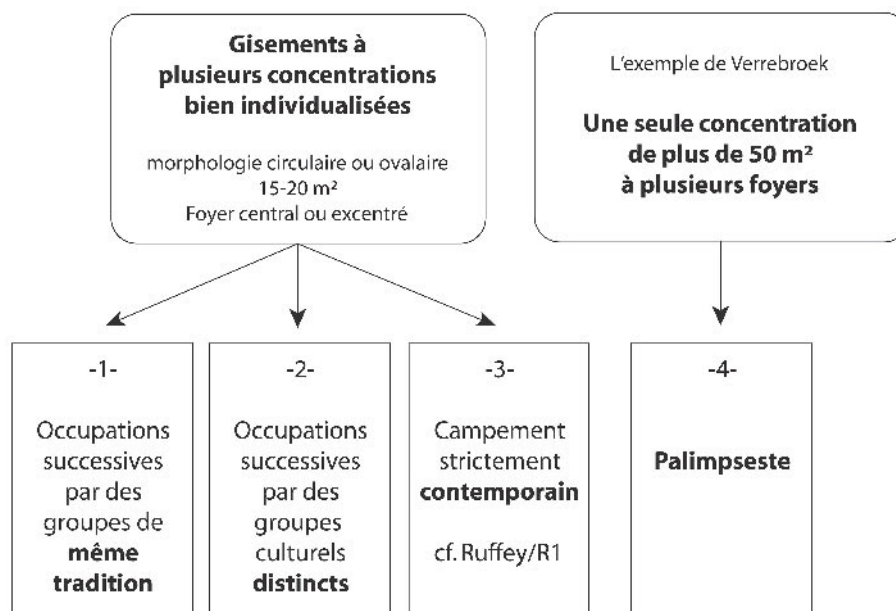 Gisements à
plusieurs concentrations
bien individualisées
morphologie circulaire ou ovalaire
15-20 m²
Foyer central ou excentré
L'exemple de Verrebroek
Une seule concentration
de plus de 50 m²
à plusieurs foyers
-1-
Occupations
successives
par des
groupes de
même
tradition
-2-
Occupations
successives
par des
groupes
culturels
distincts
-3-
Campement
strictement
contemporain
cf. Ruffey/R1
-4-
Palimpseste